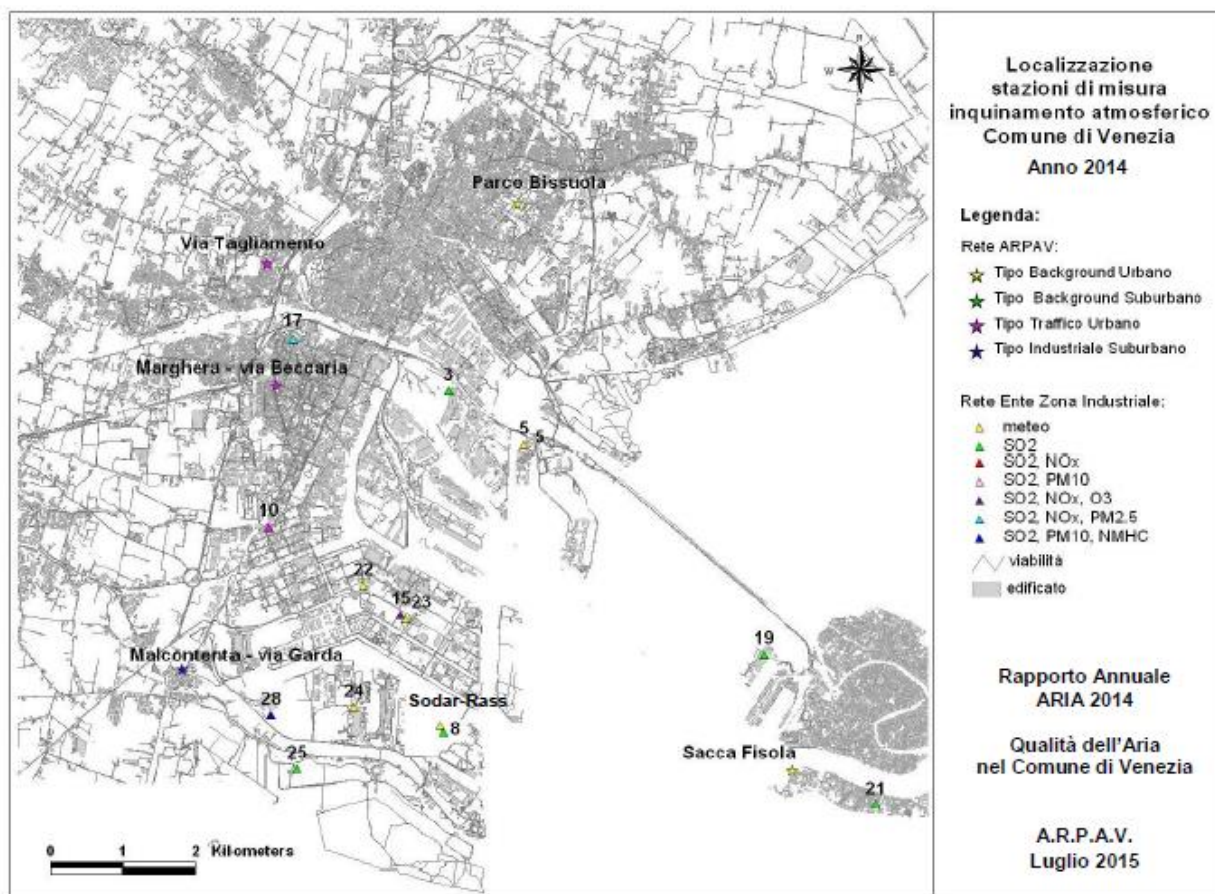 Parco Bissuola
Via Tagliamento
17
Marghera - via Beccaria
3
5
5
10
22
15
23
Malcontenta - via Garda
19
28
24
Sodar-Rass
8
25
Sacca Fisola
21
0 1 2 Kilometers
N
W E
S
Localizzazione
stazioni di misura
inquinamento atmosferico
Comune di Venezia
Anno 2014
Legenda:
Rete ARPAV:
Tipo Background Urbano
Tipo Background Suburbano
Tipo Traffico Urbano
Tipo Industriale Suburbano
Rete Ente Zona Industriale:
meteo
SO2
SO2, NOx
SO2, PM10
SO2, NOx, O3
SO2, NOx, PM2.5
SO2, PM10, NMHC
viabilità
edificato
Rapporto Annuale
ARIA 2014
Qualità dell'Aria
nel Comune di Venezia
A.R.P.A.V.
Luglio 2015